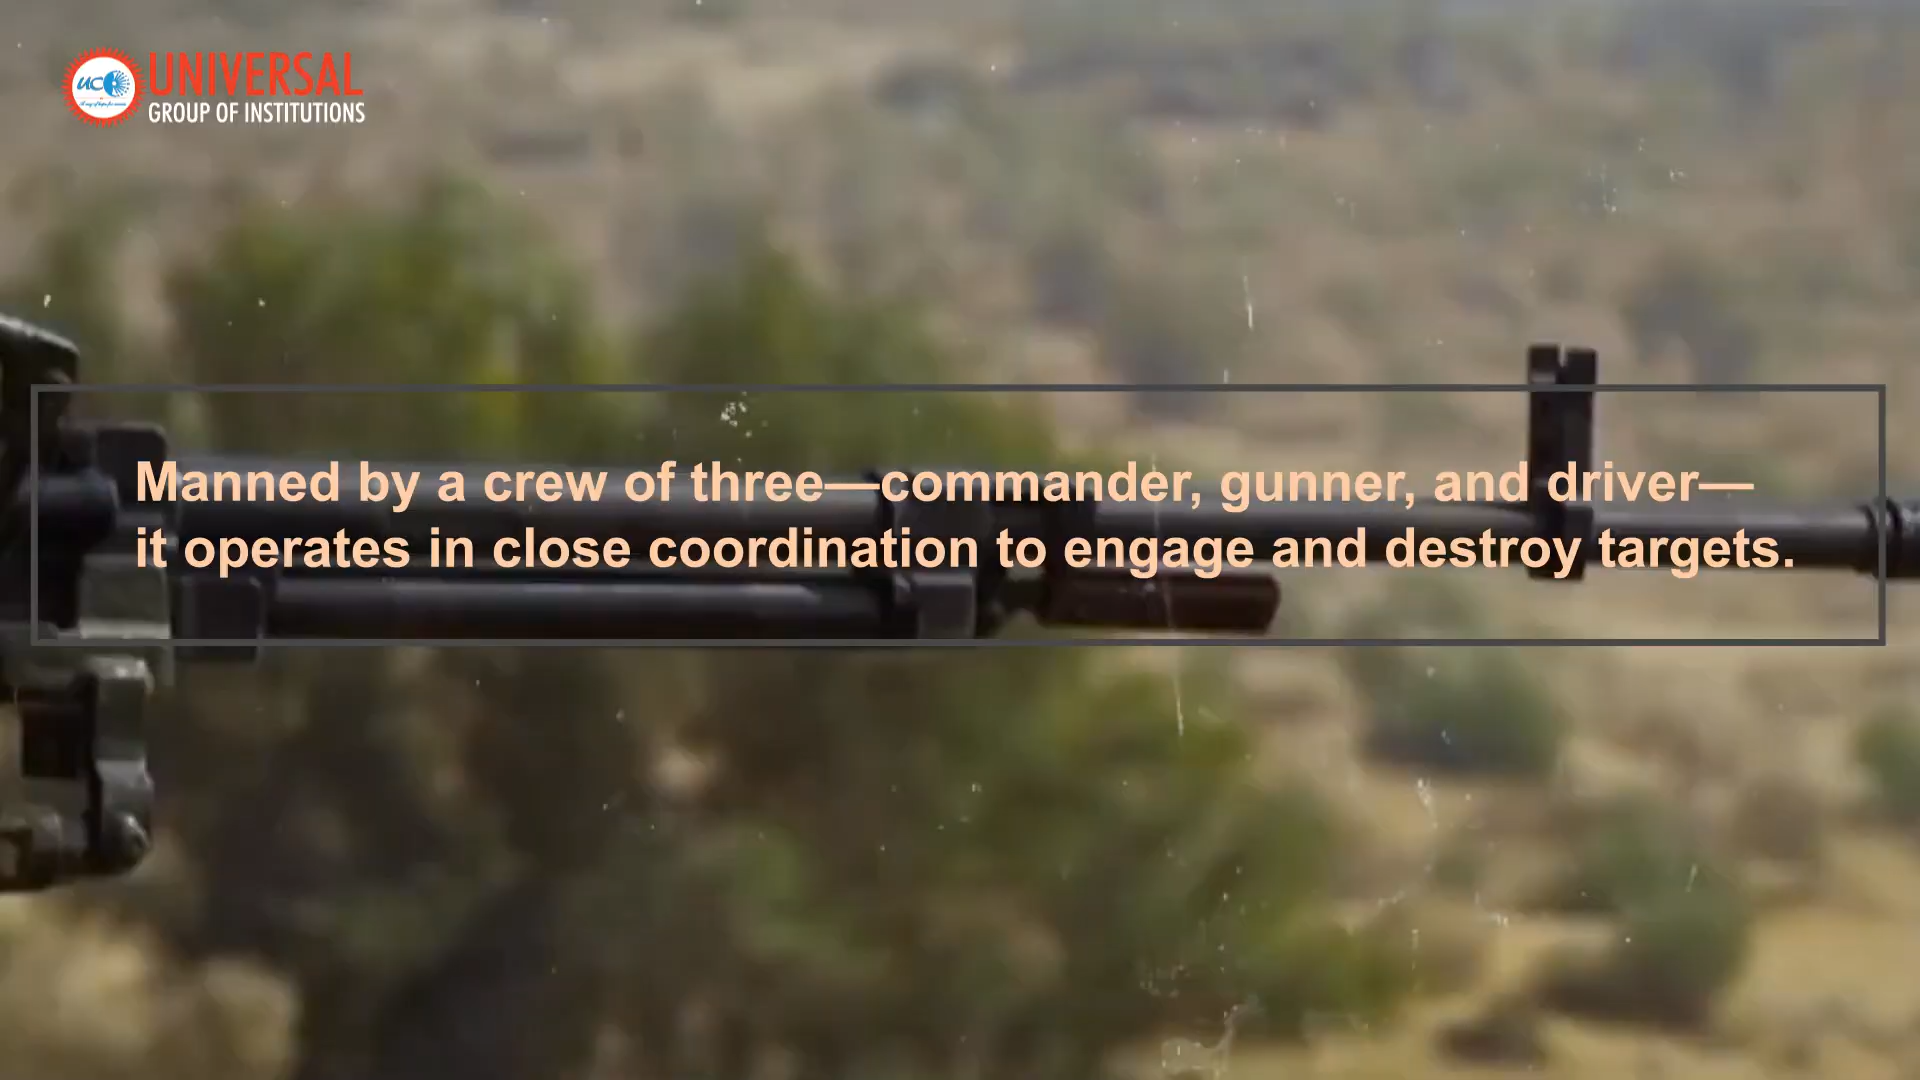 UNIVERSAL
GROUP OF INSTITUTIONS
Manned by a crew of three—commander, gunner, and driver—
it operates in close coordination to engage and destroy targets.